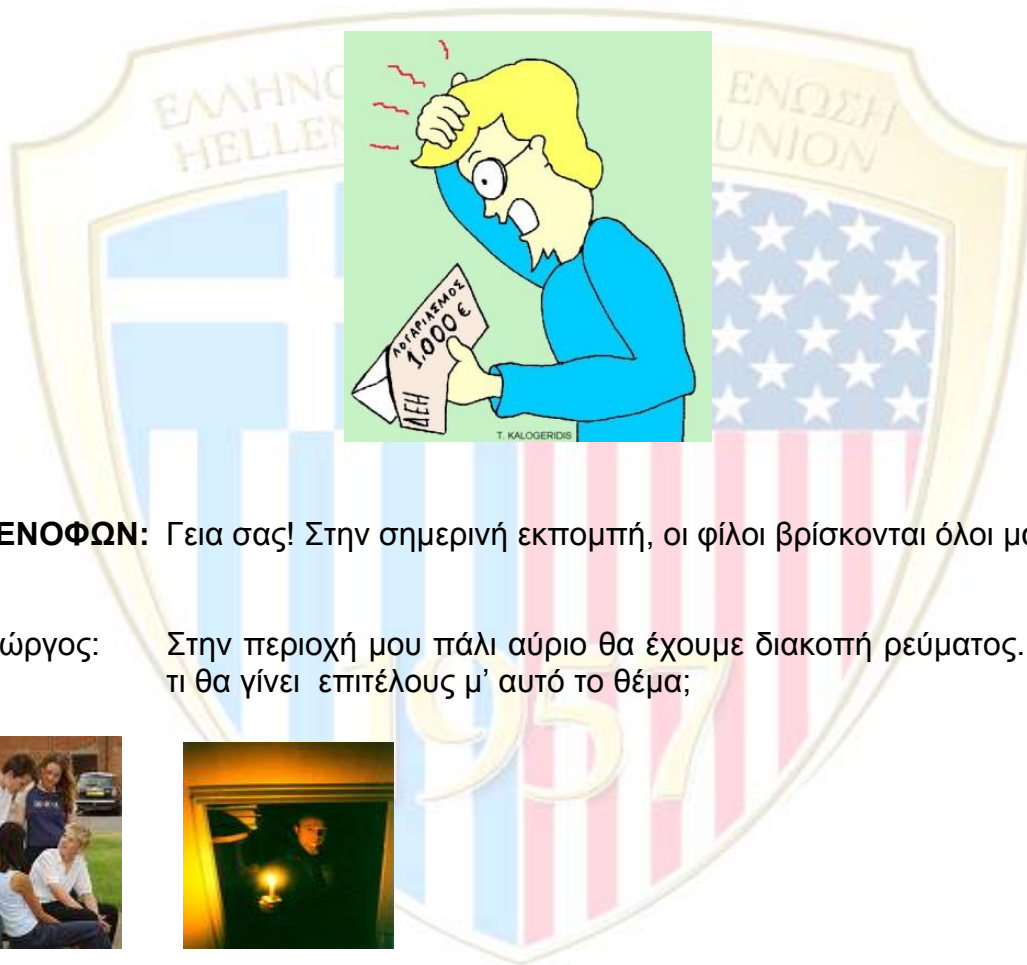 ΕΛΛΗΝΟ ΕΝΩΣΗ
HELLEN UNION
ΛΟΓΑΡΙΑΣΜΟΣ
1.000 €
ΔΕΗ
T. KALOGERIDIS
ΕΝΟΦΩΝ: Γεια σας! Στην σημερινή εκπομπή, οι φίλοι βρίσκονται όλοι μα
ώργος: Στην περιοχή μου πάλι αύριο θα έχουμε διακοπή ρεύματος.
τι θα γίνει επιτέλους μ' αυτό το θέμα;
1957